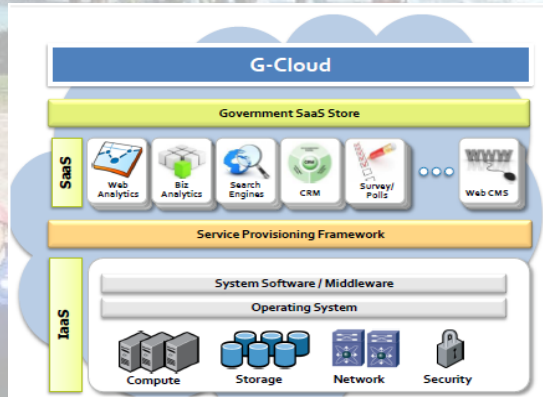 G-Cloud
Government SaaS Store
SaaS
Web
Analytics
Biz
Analytics
Search
Engines
CRM
Survey/
Polls
Web CMS
Service Provisioning Framework
IaaS
System Software / Middleware
Operating System
Compute
Storage
Network
Security